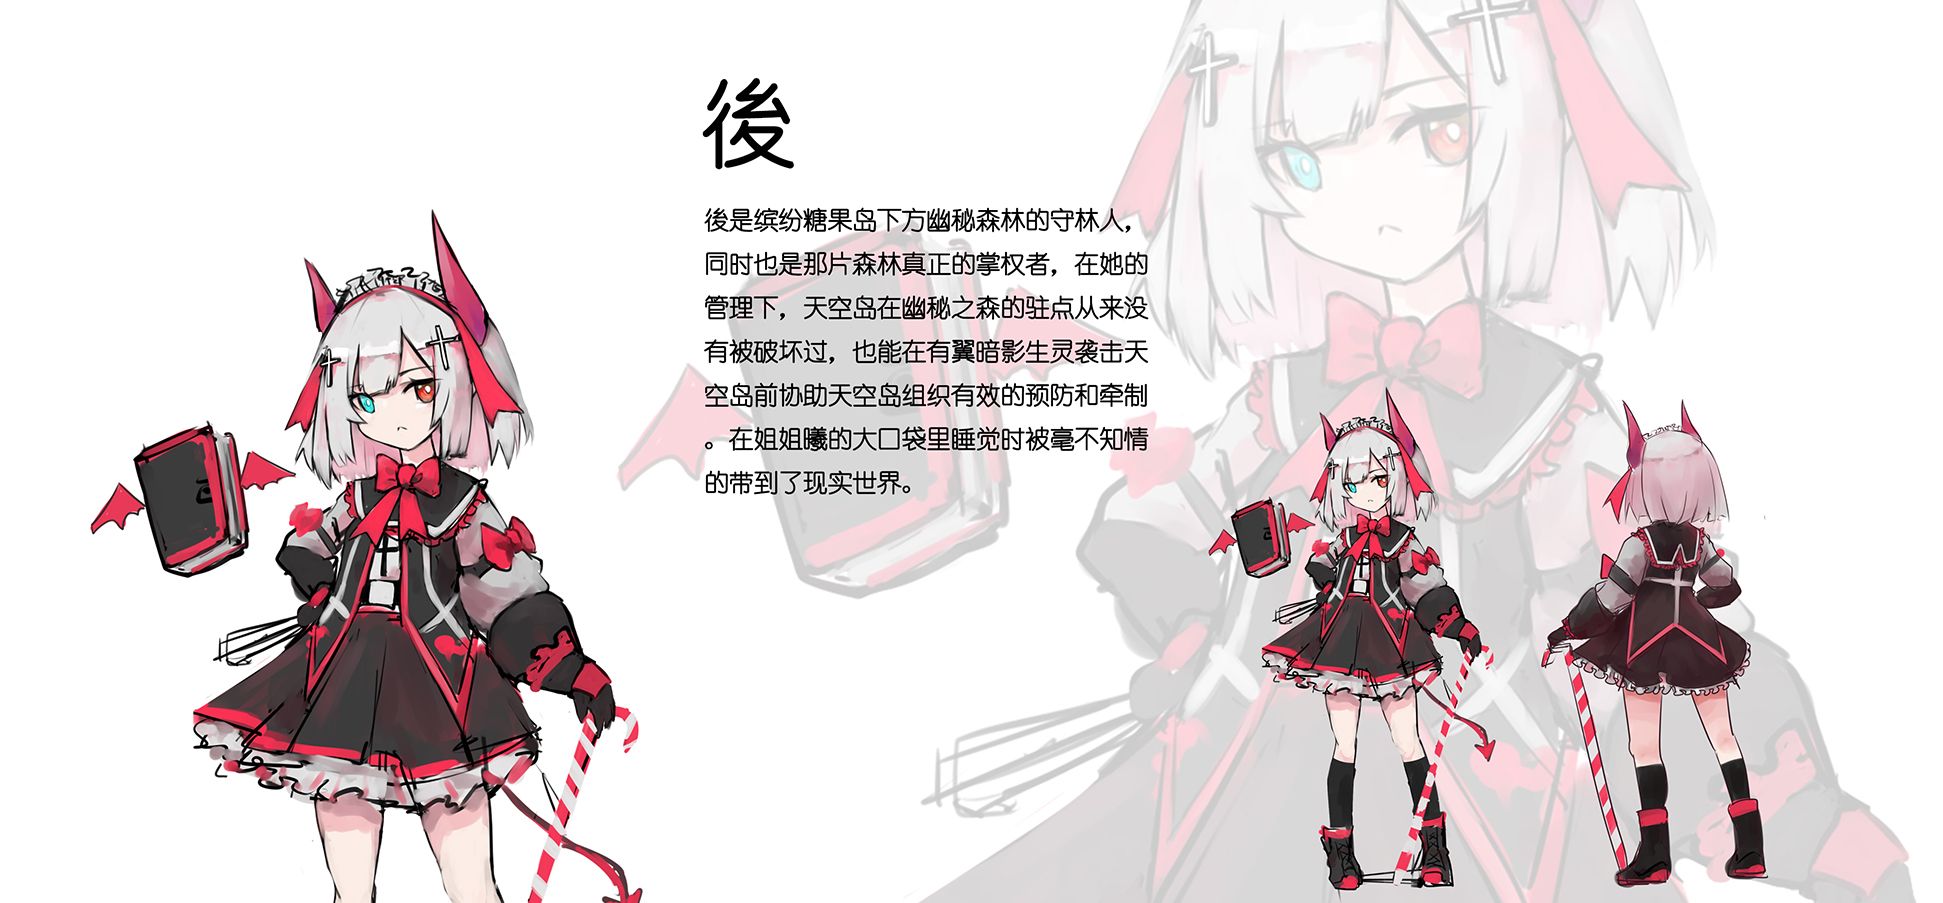 後
後是缤纷糖果岛下方幽秘森林的守林人，
同时也是那片森林真正的掌权者，在她的
管理下，天空岛在幽秘之森的驻点从来没
有被破坏过，也能在有翼暗影生灵袭击天
空岛前协助天空岛组织有效的预防和牵制
。在姐姐曦的大口袋里睡觉时被毫不知情
的带到了现实世界。